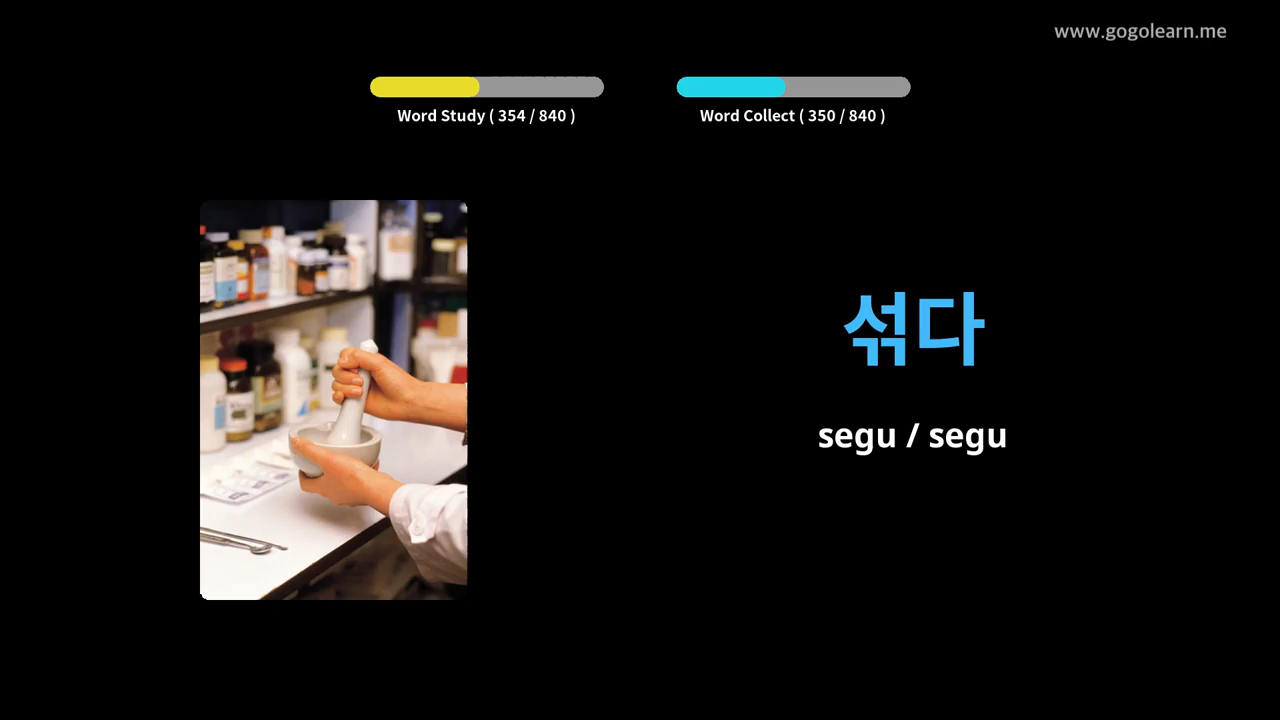 www.gogolearn.me
Word Study ( 354 / 840 )
Word Collect ( 350 / 840 )
섞다
segu / segu